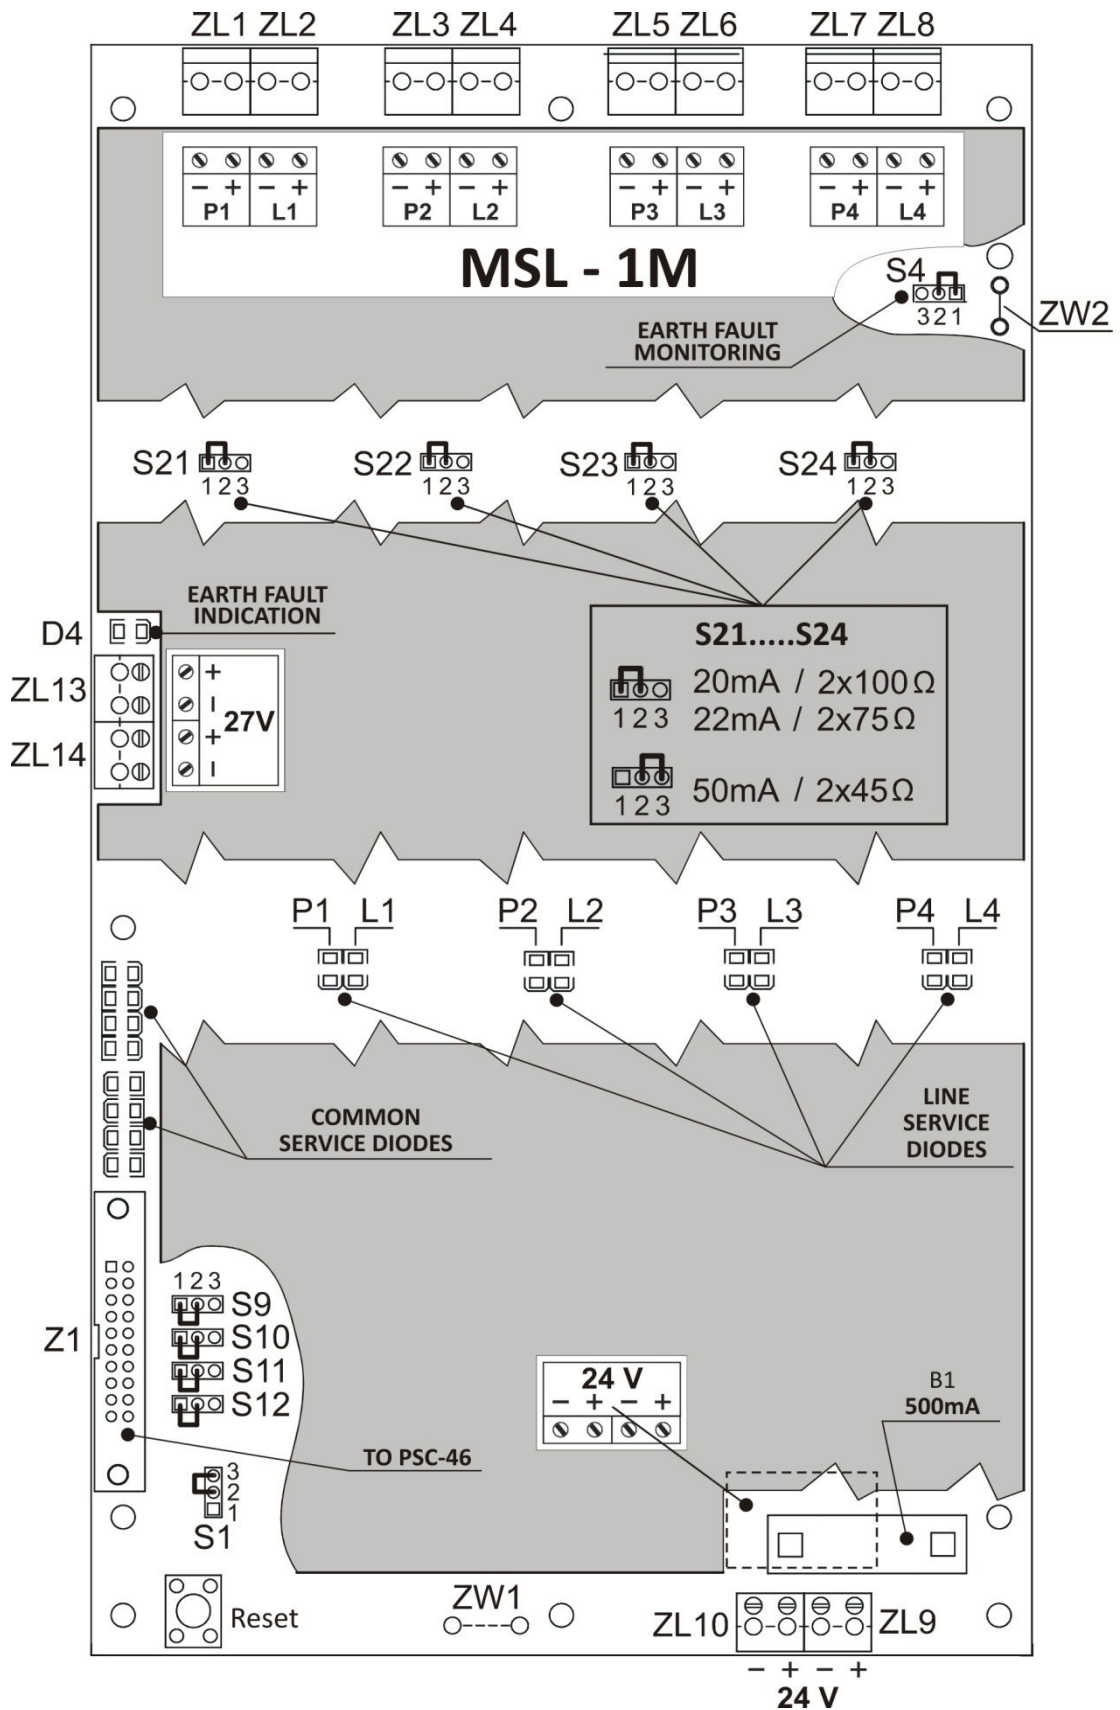 ZL1 ZL2 ZL3 ZL4 ZL5 ZL6 ZL7 ZL8
− + − + − + − + − + − + − + − +
P1 L1 P2 L2 P3 L3 P4 L4
MSL - 1M
S4
321
ZW2
EARTH FAULT
MONITORING
S21 S22 S23 S24
123 123 123 123
EARTH FAULT
INDICATION
D4
ZL13
ZL14
+
−
27V
+
−
S21.....S24
20mA / 2x100Ω
123 22mA / 2x75Ω
123 50mA / 2x45Ω
P1 L1 P2 L2 P3 L3 P4 L4
COMMON
SERVICE DIODES
LINE
SERVICE
DIODES
123
S9
Z1
S10
S11
S12
24 V
− + − +
B1
500mA
TO PSC-46
3
2
1
S1
Reset
ZW1
ZL10 ZL9
− + − +
24 V